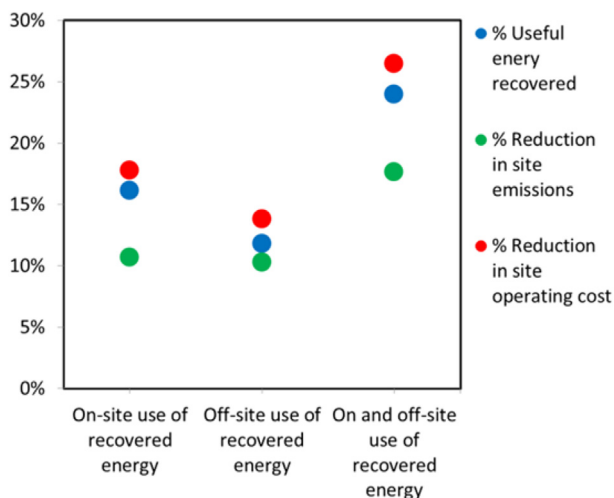 30%
25%
20%
15%
10%
5%
0%
On-site use of
recovered
energy
Off-site use of
recovered
energy
On and off-site
use of
recovered
energy
% Useful
enery
recovered
% Reduction
in site
emissions
% Reduction
in site
operating cost